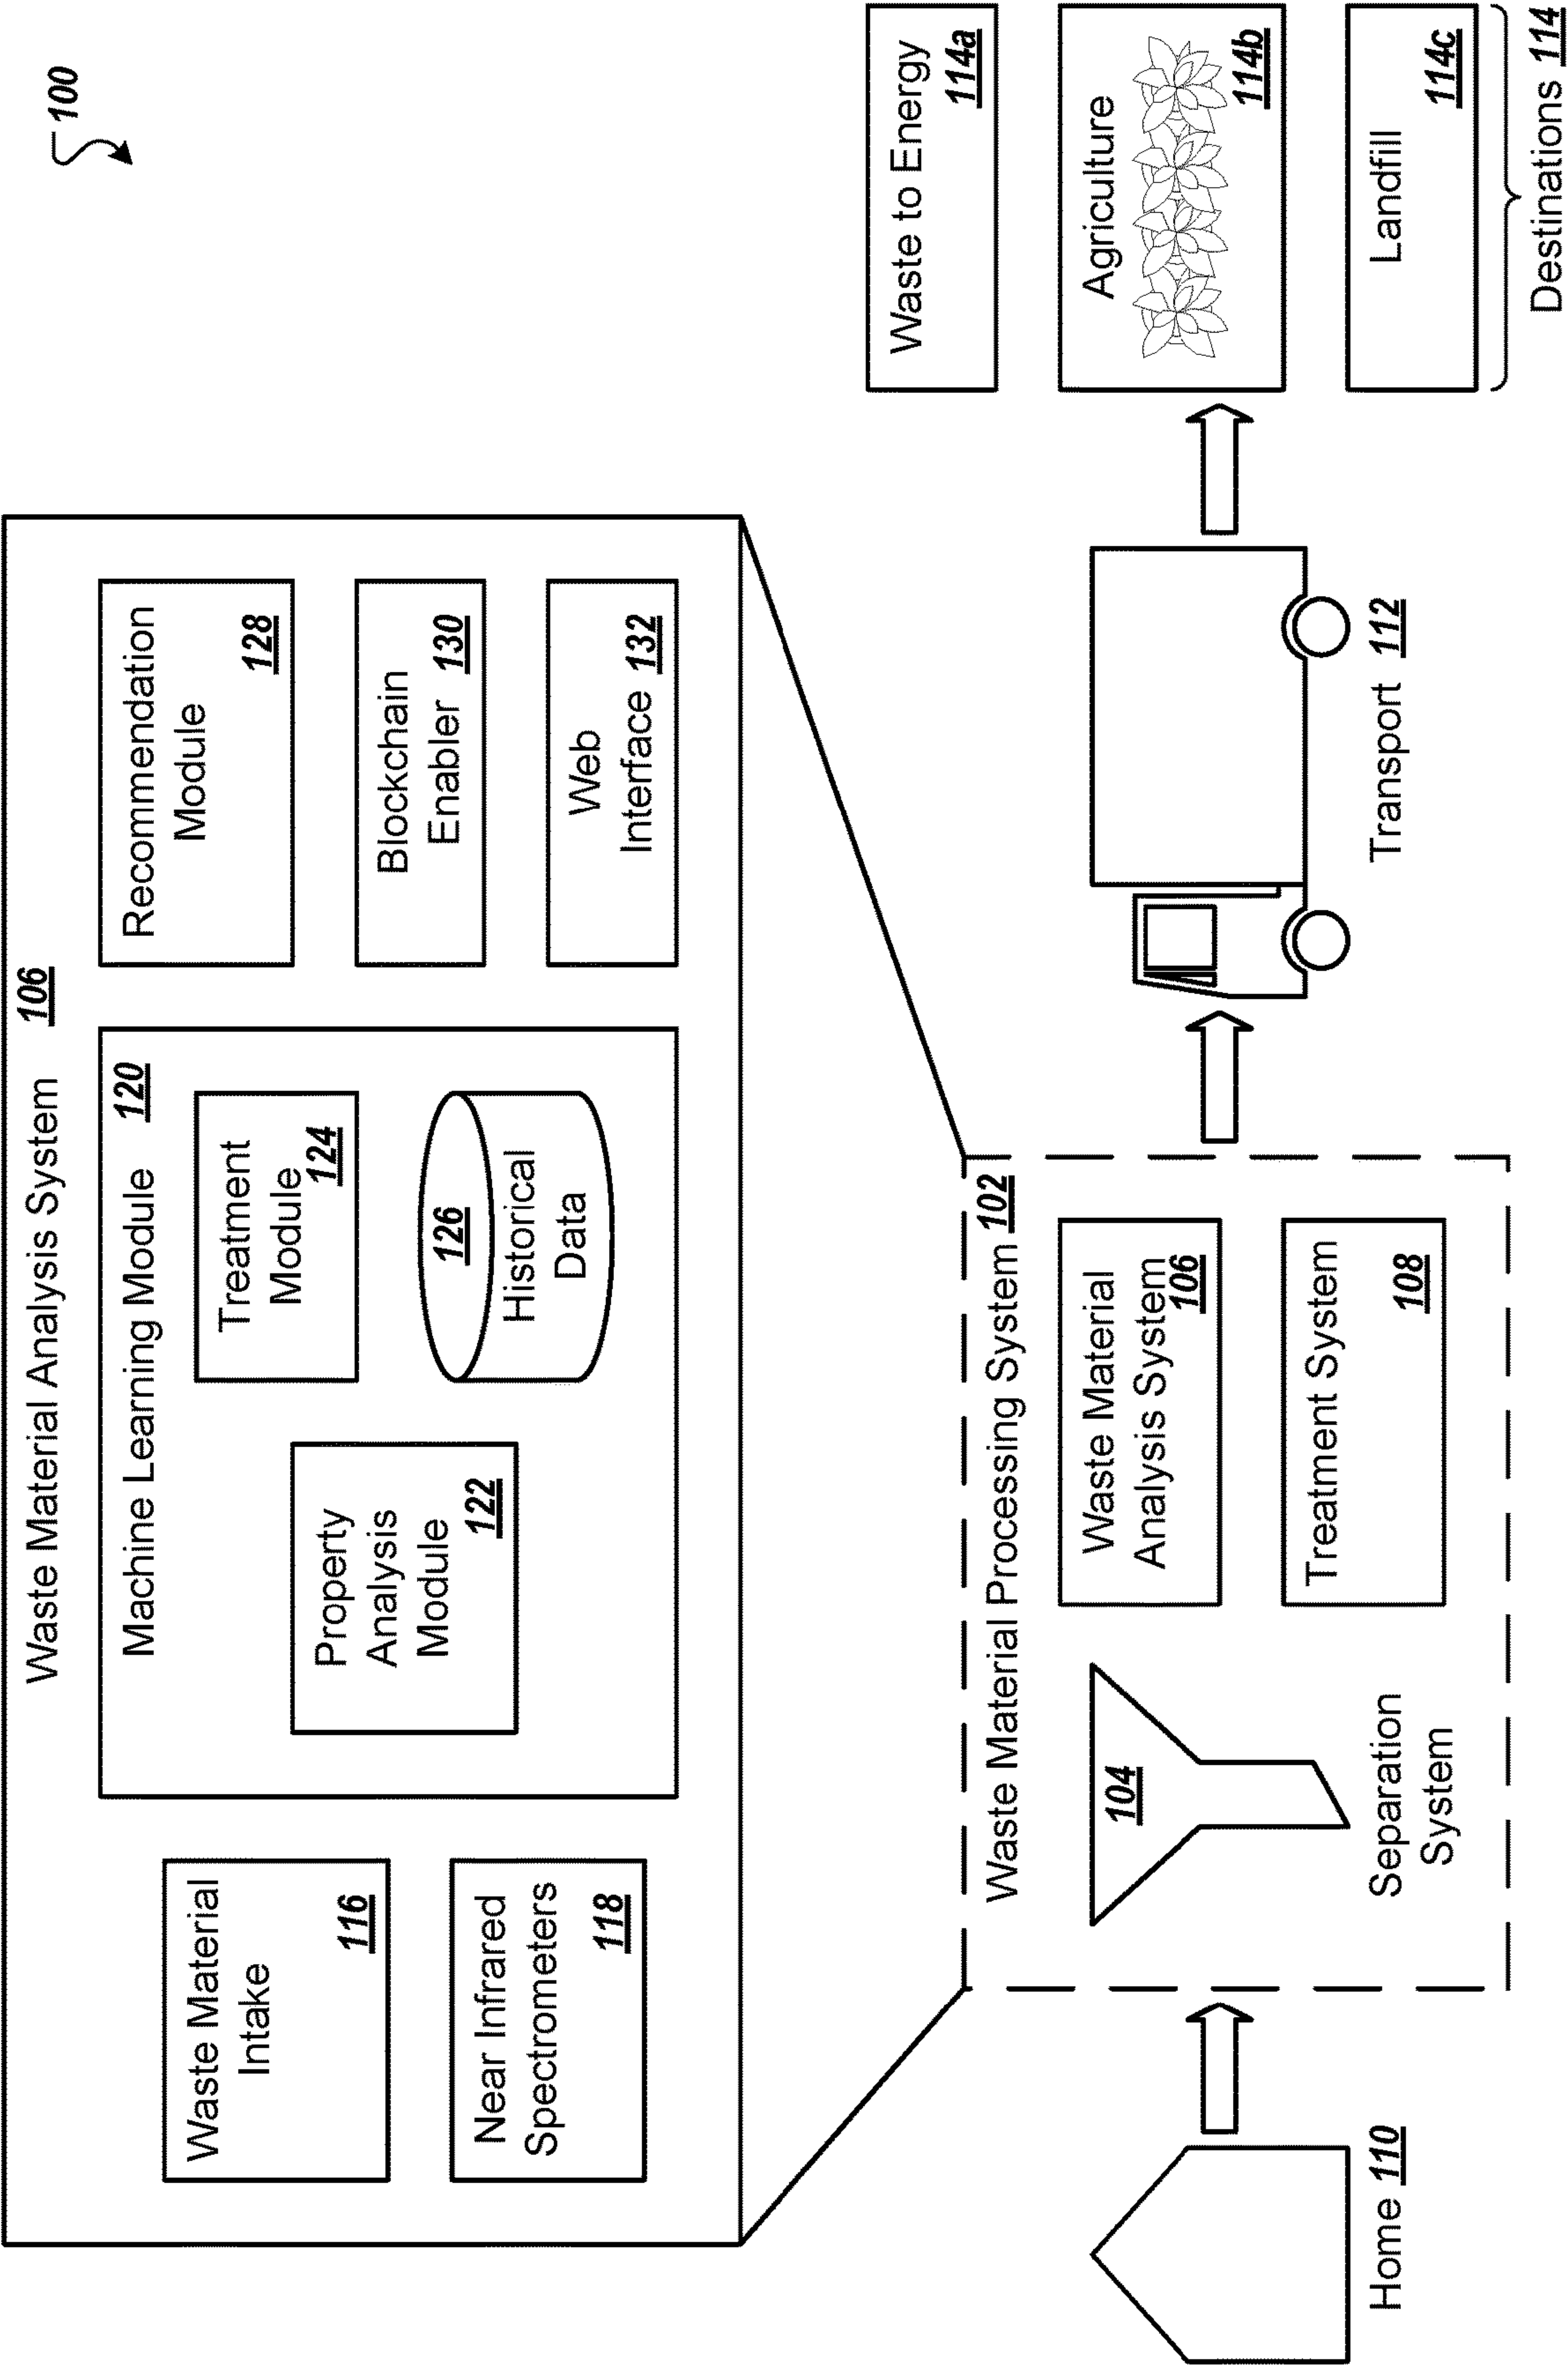 100
Waste Material Analysis System 106
Waste Material
Intake
116
Near Infrared
Spectrometers
118
Machine Learning Module 120
Property
Analysis
Module
122
Treatment
Module
124
126
Historical
Data
Recommendation
Module
128
Blockchain
Enabler 130
Web
Interface 132
Home 110
Waste Material Processing System 102
104
Separation
System
Waste Material
Analysis System
106
Treatment System
108
Transport 112
Waste to Energy
114a
Agriculture
114b
Landfill
114c
Destinations 114